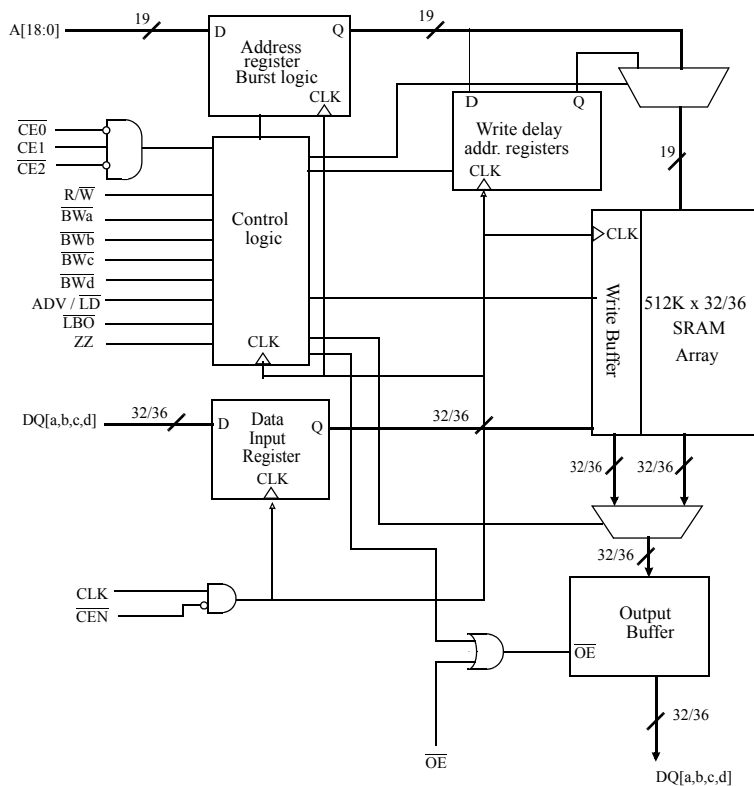 A[18:0]
19
D
Q
19
Address
register
Burst logic
CLK
D
Q
Write delay
addr. registers
CLK
19
CE0
CE1
CE2
R/W
BWa
BWb
BWc
BWd
ADV / LD
LBO
ZZ
Control
logic
CLK
CLK
Write Buffer
512K x 32/36
SRAM
Array
DQ[a,b,c,d]
32/36
D
Q
Data
Input
Register
CLK
32/36
32/36
32/36
32/36
CLK
CEN
Output
Buffer
OE
OE
32/36
DQ[a,b,c,d]